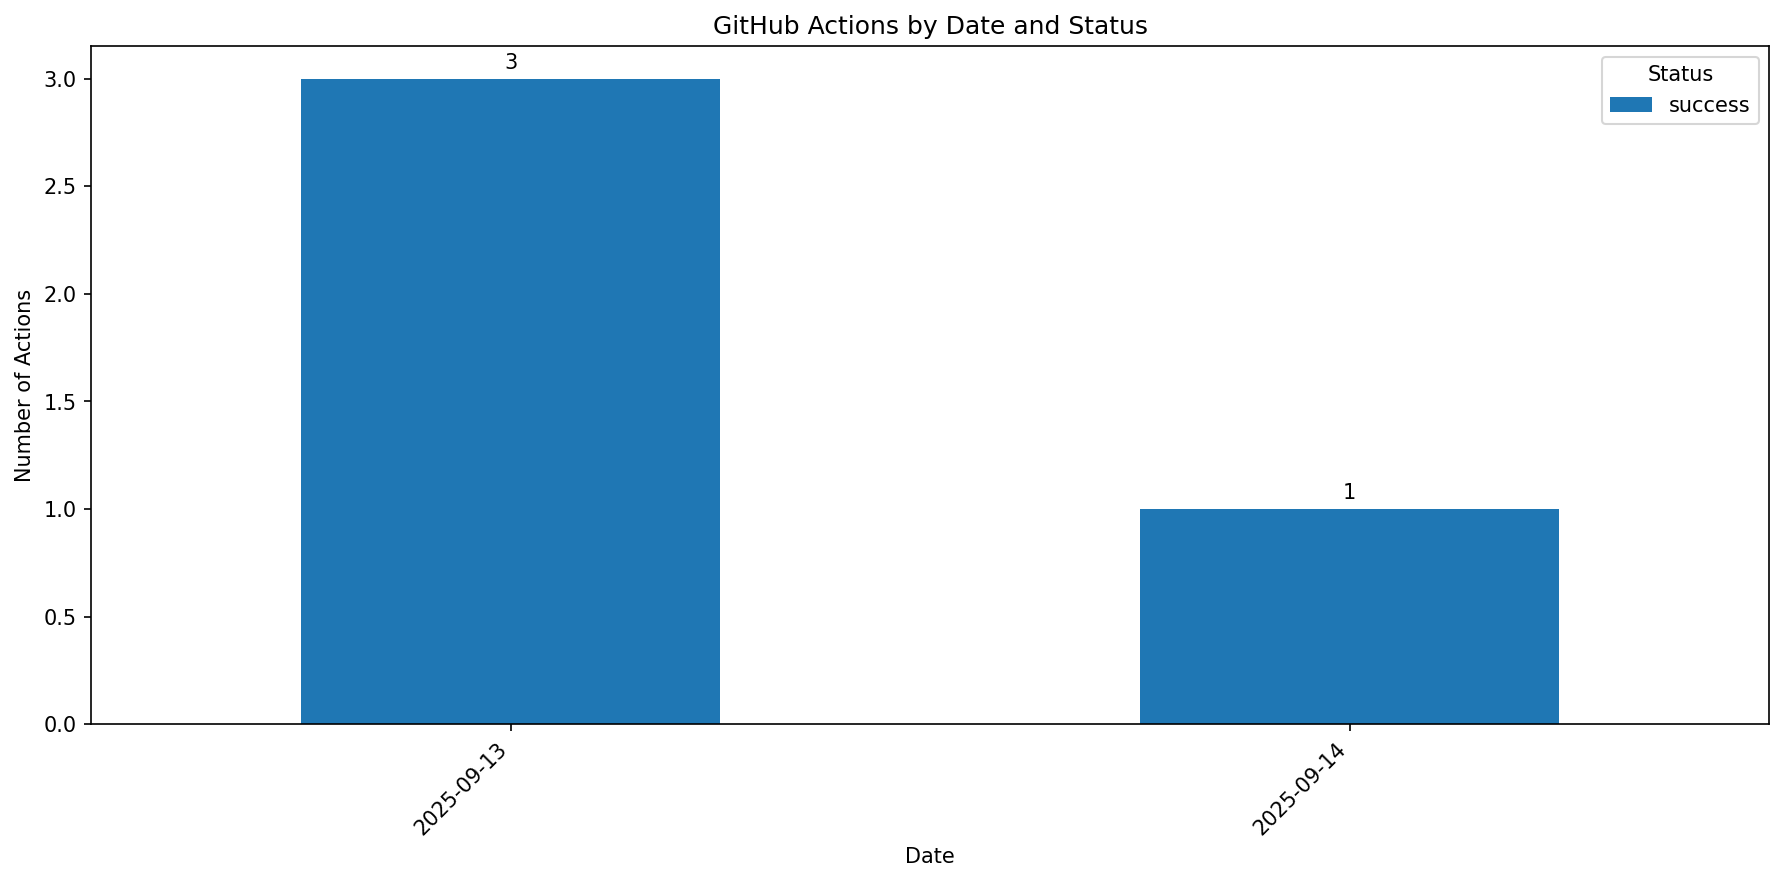 GitHub Actions by Date and Status
Status
success
3
1
3.0
2.5
2.0
1.5
1.0
0.5
0.0
Number of Actions
2025-09-13
2025-09-14
Date